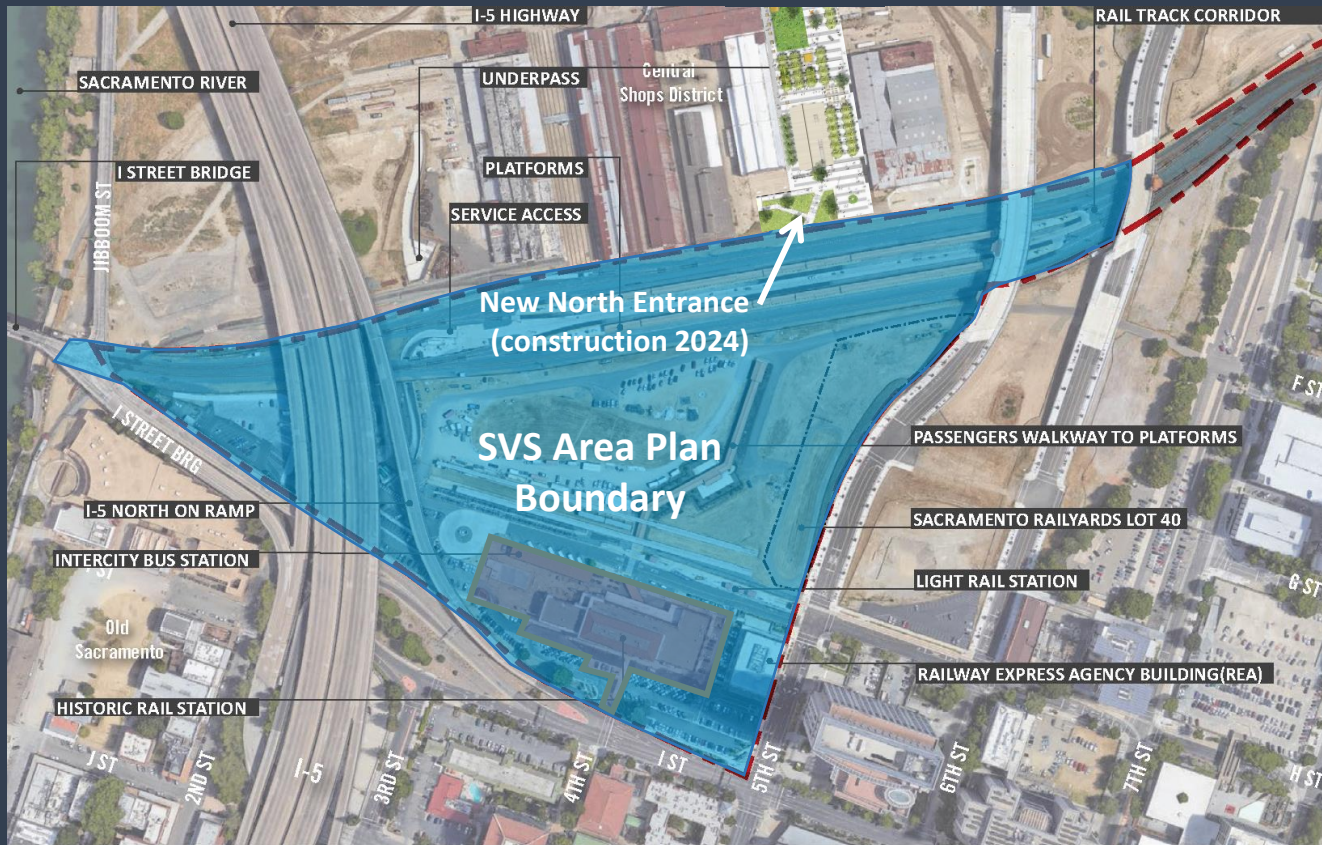 I-5 HIGHWAY
RAIL TRACK CORRIDOR
SACRAMENTO RIVER
UNDERPASS
Central
Shops District
I STREET BRIDGE
PLATFORMS
JIBBOOM ST
SERVICE ACCESS
New North Entrance
(construction 2024)
F ST
I STREET BRG
SVS Area Plan
Boundary
PASSENGERS WALKWAY TO PLATFORMS
I-5 NORTH ON RAMP
SACRAMENTO RAILYARDS LOT 40
INTERCITY BUS STATION
LIGHT RAIL STATION
G ST
Old
Sacramento
RAILWAY EXPRESS AGENCY BUILDING(REA)
HISTORIC RAIL STATION
J ST
2ND ST
I-5
3RD ST
4TH ST
I ST
5TH ST
6TH ST
7TH ST
H ST